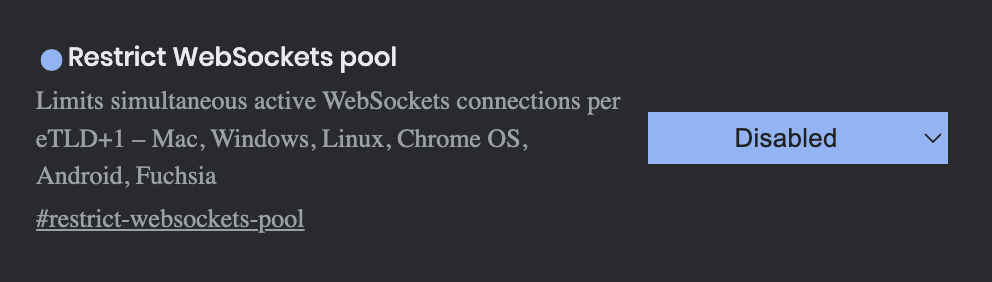 Restrict WebSockets pool
Limits simultaneous active WebSockets connections per
eTLD+1 – Mac, Windows, Linux, Chrome OS,
Android, Fuchsia
#restrict-websockets-pool
Disabled